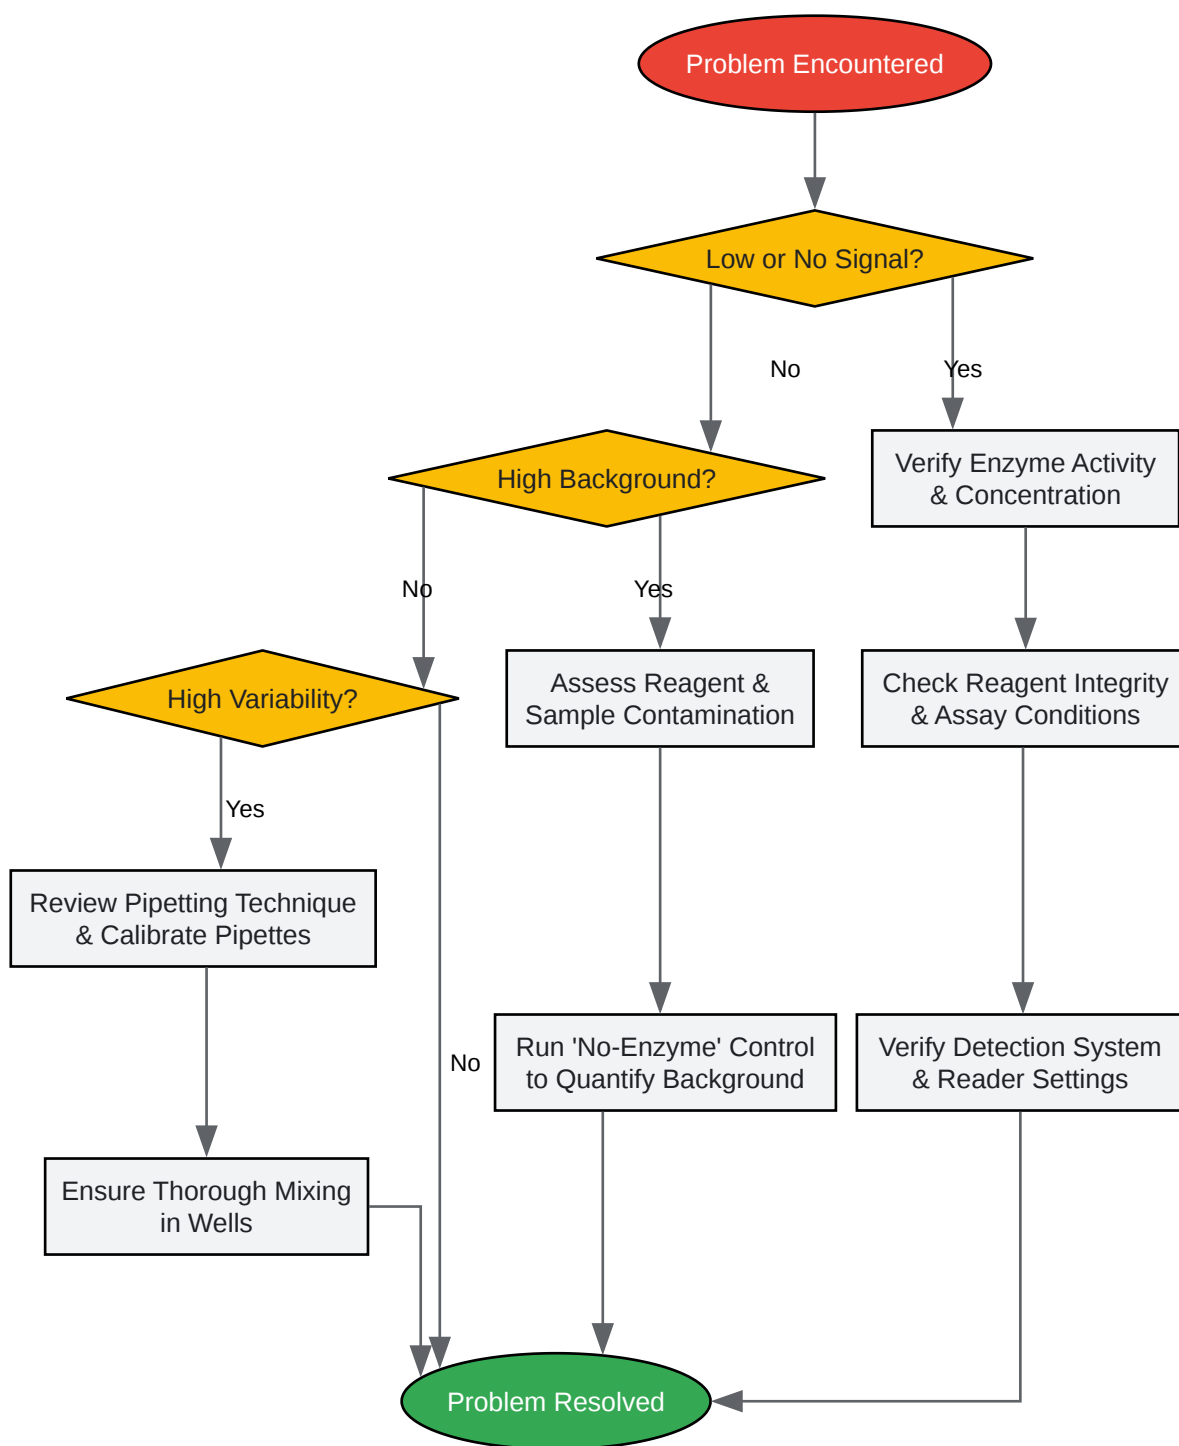 Problem Encountered
Low or No Signal?
No
Yes
High Background?
Verify Enzyme Activity
& Concentration
No
Yes
High Variability?
Assess Reagent &
Sample Contamination
Check Reagent Integrity
& Assay Conditions
Yes
Review Pipetting Technique
& Calibrate Pipettes
No
Run 'No-Enzyme' Control
to Quantify Background
Verify Detection System
& Reader Settings
Ensure Thorough Mixing
in Wells
Problem Resolved